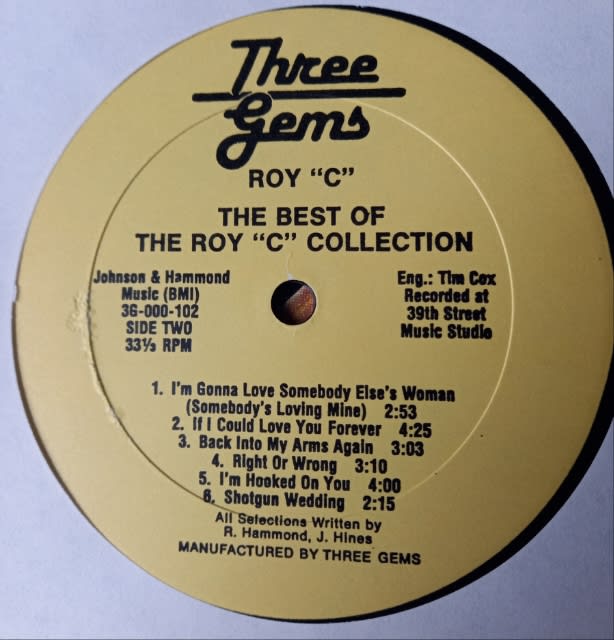 Three
Gems
ROY "C"
THE BEST OF
THE ROY "C" COLLECTION
Johnson & Hammond
Music (BMI)
3G-000-102
SIDE TWO
33⅓ RPM
Eng.: Tim Cox
Recorded at
39th Street
Music Studio
1. I'm Gonna Love Somebody Else's Woman
(Somebody's Loving Mine) 2:53
2. If I Could Love You Forever 4:25
3. Back Into My Arms Again 3:03
4. Right Or Wrong 3:10
5. I'm Hooked On You 4:00
6. Shotgun Wedding 2:15
All Selections Written by
R. Hammond, J. Hines
MANUFACTURED BY THREE GEMS